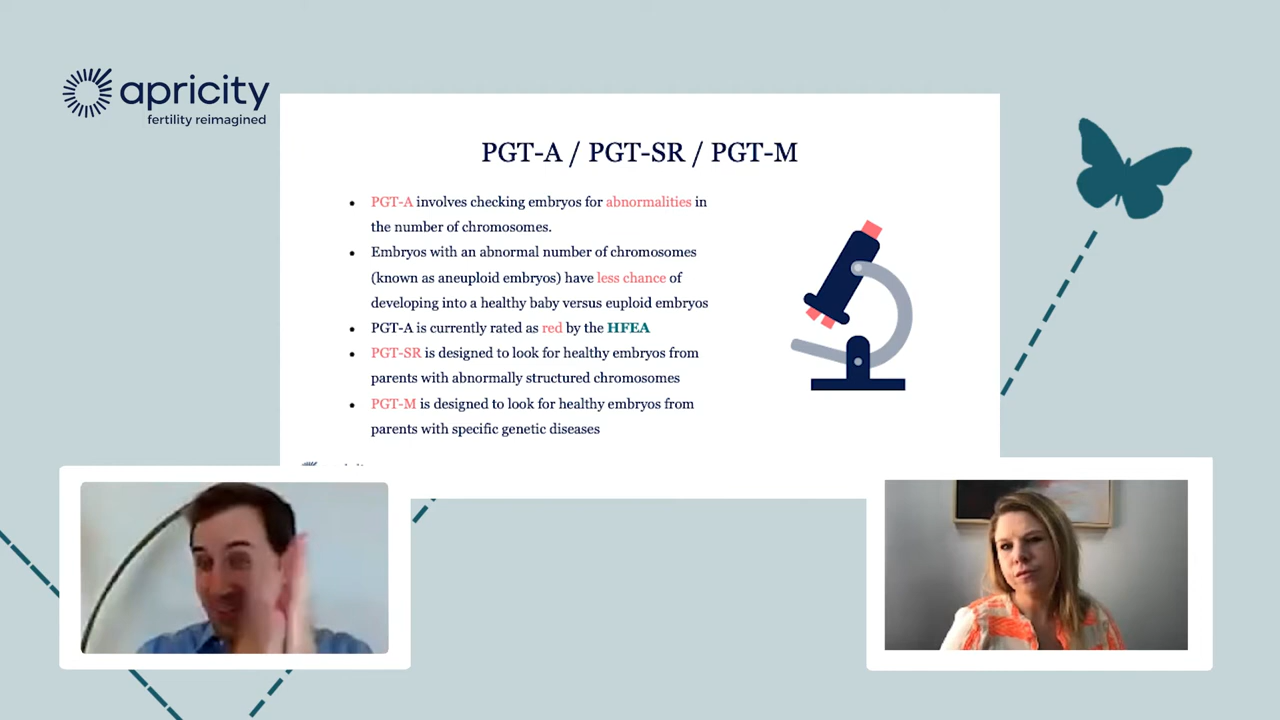 apricity
fertility reimagined
PGT-A / PGT-SR / PGT-M
• PGT-A involves checking embryos for abnormalities in
the number of chromosomes.
• Embryos with an abnormal number of chromosomes
(known as aneuploid embryos) have less chance of
developing into a healthy baby versus euploid embryos
• PGT-A is currently rated as red by the HFEA
• PGT-SR is designed to look for healthy embryos from
parents with abnormally structured chromosomes
• PGT-M is designed to look for healthy embryos from
parents with specific genetic diseases